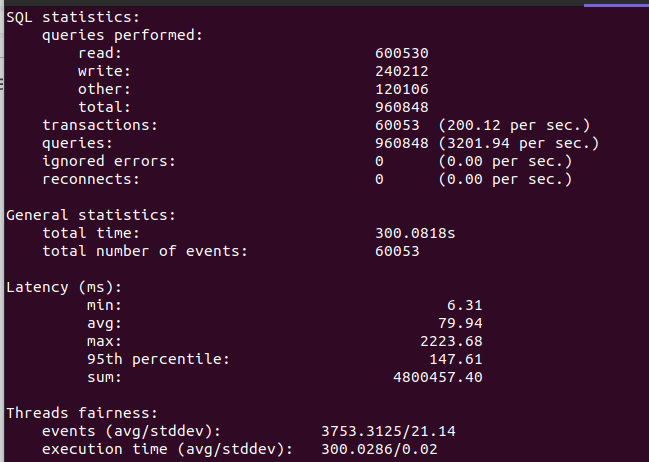 SQL statistics:
queries performed:
read: 600530
write: 240212
other: 120106
total: 960848
transactions: 60053 (200.12 per sec.)
queries: 960848 (3201.94 per sec.)
ignored errors: 0 (0.00 per sec.)
reconnects: 0 (0.00 per sec.)
General statistics:
total time: 300.0818s
total number of events: 60053
Latency (ms):
min: 6.31
avg: 79.94
max: 2223.68
95th percentile: 147.61
sum: 4800457.40
Threads fairness:
events (avg/stddev): 3753.3125/21.14
execution time (avg/stddev): 300.0286/0.02